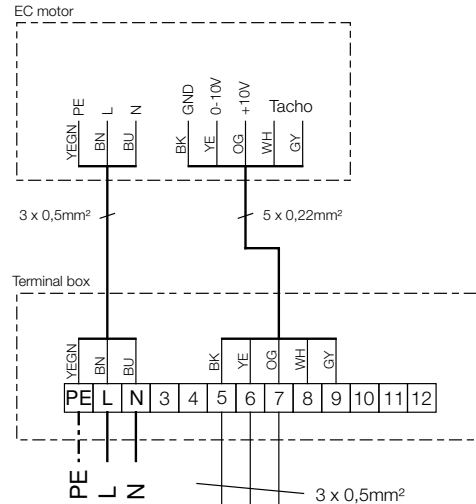 EC motor
YEGN PE
BN L
BU N
BK GND
YE 0-10V
OG +10V
Tacho
WH
GY
3 x 0,5mm²
5 x 0,22mm²
Terminal box
YEGN
BN
BU
BK
YE
OG
WH
GY
PE L N 3 4 5 6 7 8 9 10 11 12
PE
L
N
3 x 0,5mm²